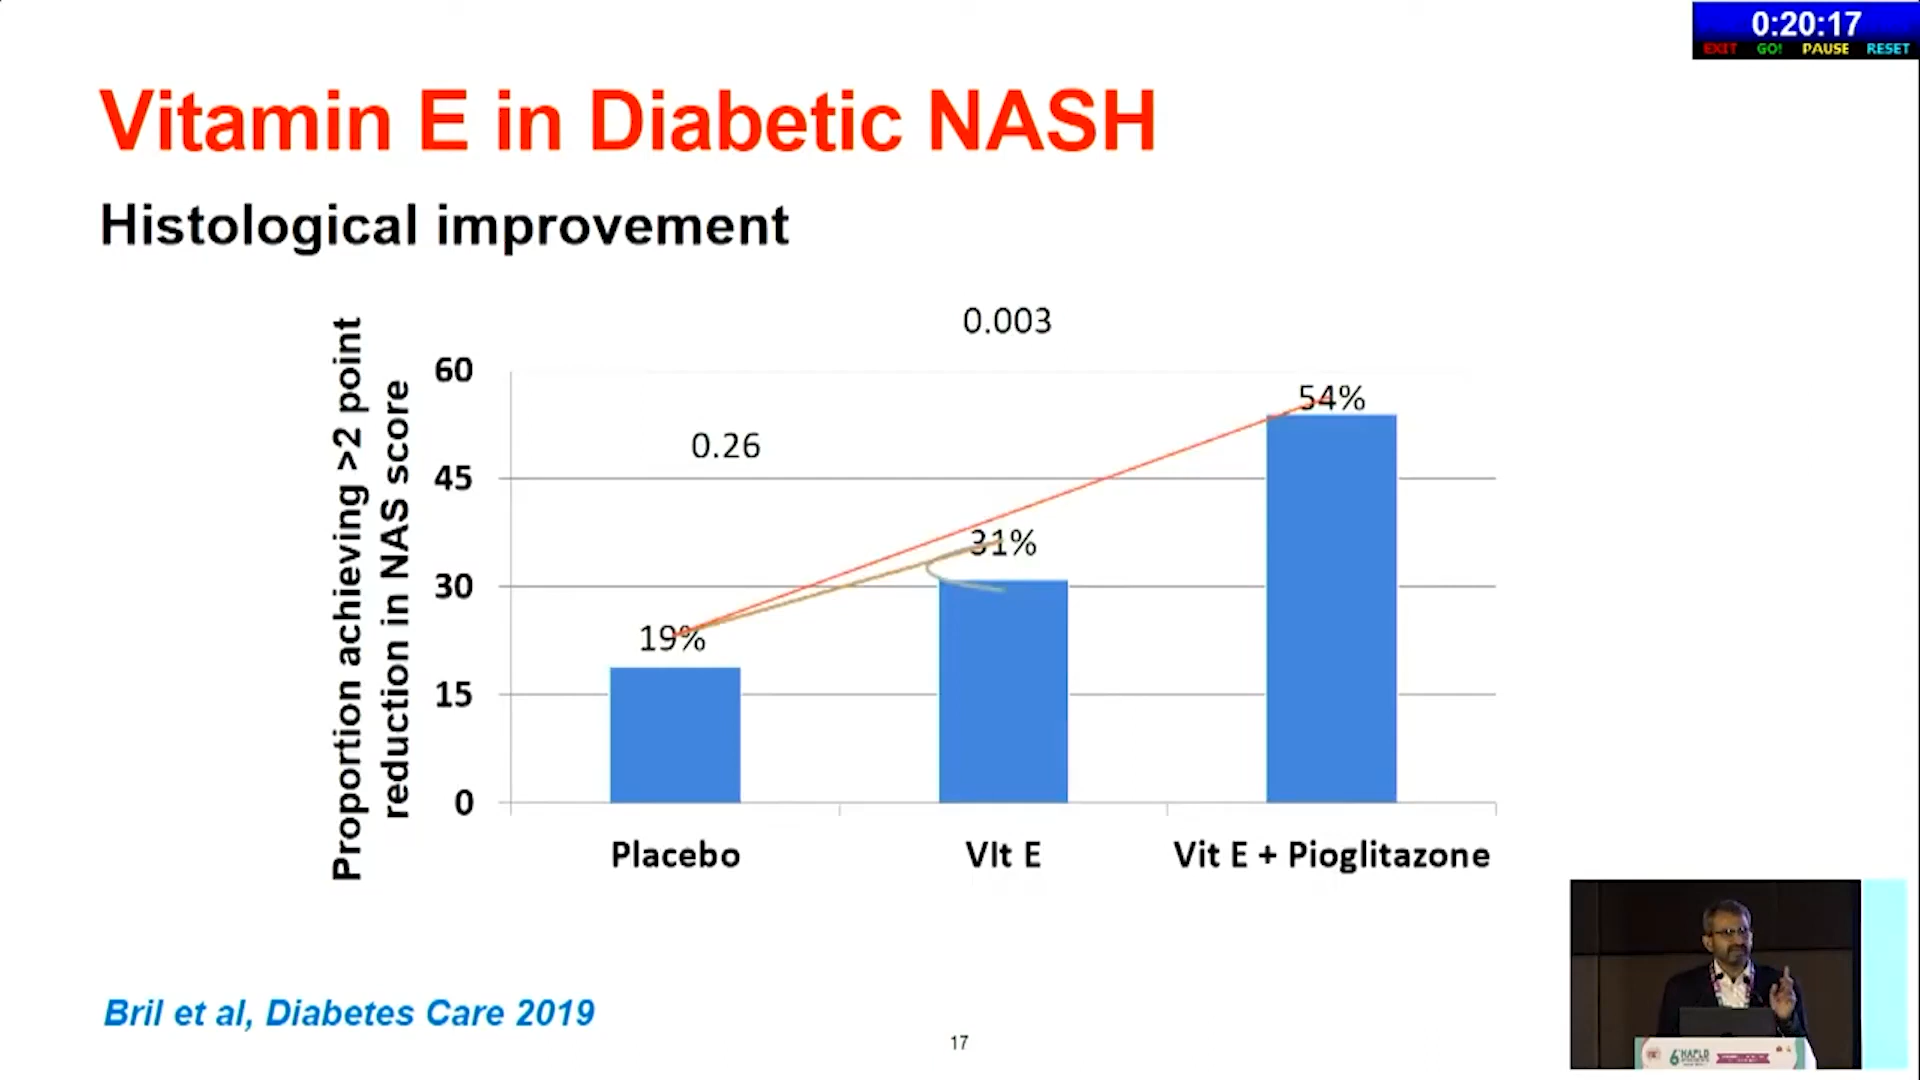 0:20:17
EXIT GO! PAUSE RESET
Vitamin E in Diabetic NASH
Histological improvement
Proportion achieving >2 point
reduction in NAS score
0.003
60
54%
0.26
45
31%
30
19%
15
0
Placebo
VIt E
Vit E + Pioglitazone
Bril et al, Diabetes Care 2019
17
6 NAFLD